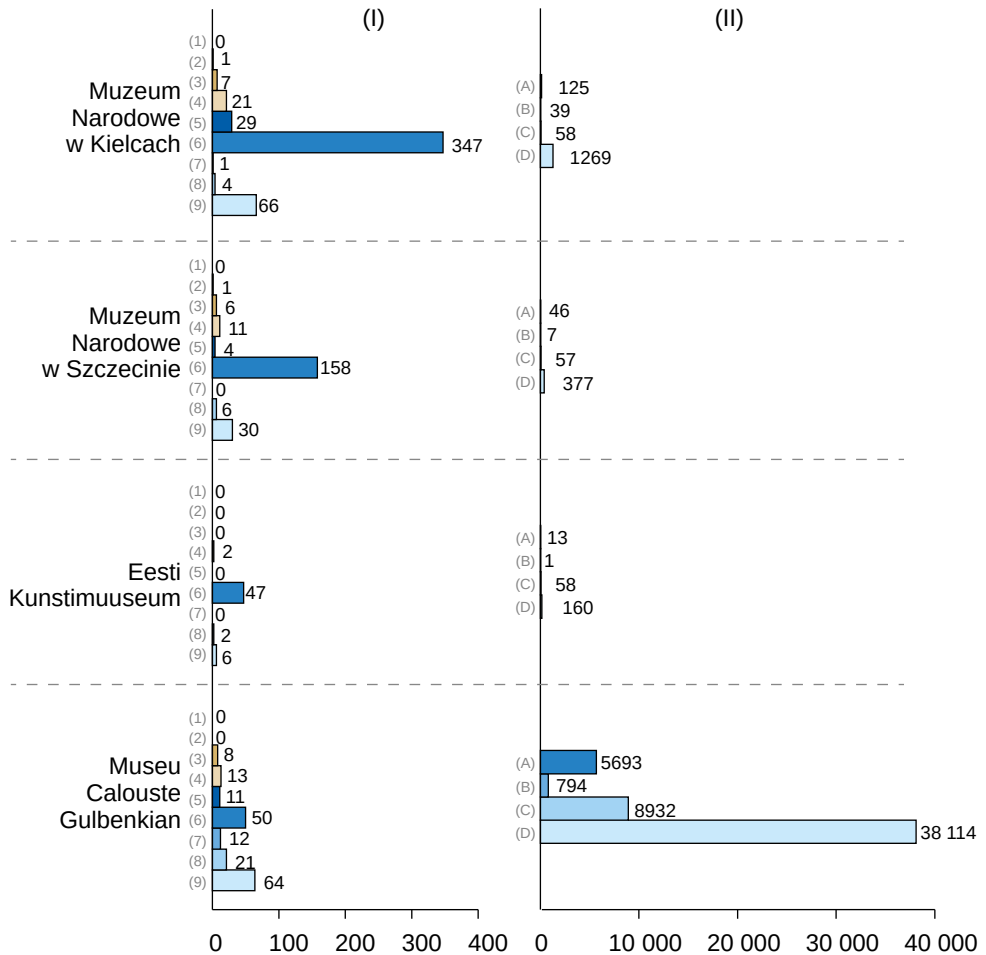 (I)
(II)
Muzeum
Narodowe
w Kielcach
(1) 0
(2) 1
(3) 7
(4) 21
(5) 29
(6) 347
(7) 1
(8) 4
(9) 66
(A) 125
(B) 39
(C) 58
(D) 1269
Muzeum
Narodowe
w Szczecinie
(1) 0
(2) 1
(3) 6
(4) 11
(5) 4
(6) 158
(7) 0
(8) 6
(9) 30
(A) 46
(B) 7
(C) 57
(D) 377
Eesti
Kunstimuuseum
(1) 0
(2) 0
(3) 0
(4) 2
(5) 0
(6) 47
(7) 0
(8) 2
(9) 6
(A) 13
(B) 1
(C) 58
(D) 160
Museu
Calouste
Gulbenkian
(1) 0
(2) 0
(3) 8
(4) 13
(5) 11
(6) 50
(7) 12
(8) 21
(9) 64
(A) 5693
(B) 794
(C) 8932
(D) 38 114
0 100 200 300 400
0 10 000 20 000 30 000 40 000